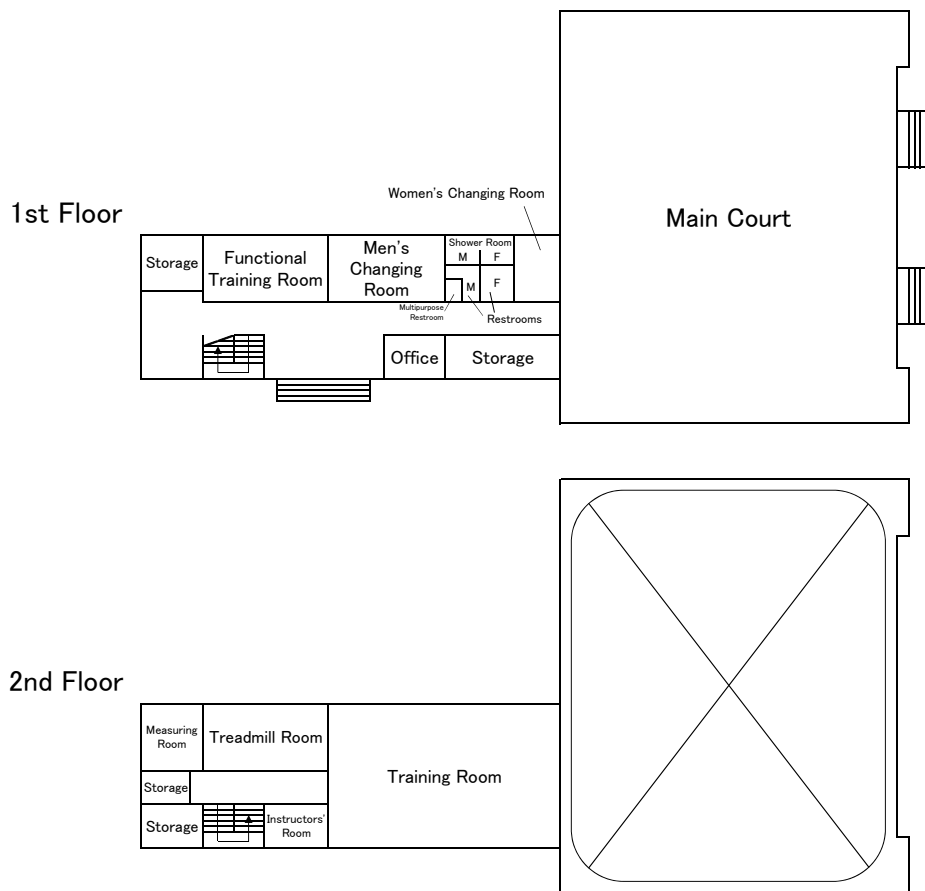 Women's Changing Room
1st Floor
Main Court
Storage
Functional
Training Room
Men's
Changing
Room
Shower Room
M F
M F
Multipurpose
Restroom
Restrooms
Office
Storage
2nd Floor
Measuring
Room
Treadmill Room
Training Room
Storage
Storage
Instructors'
Room